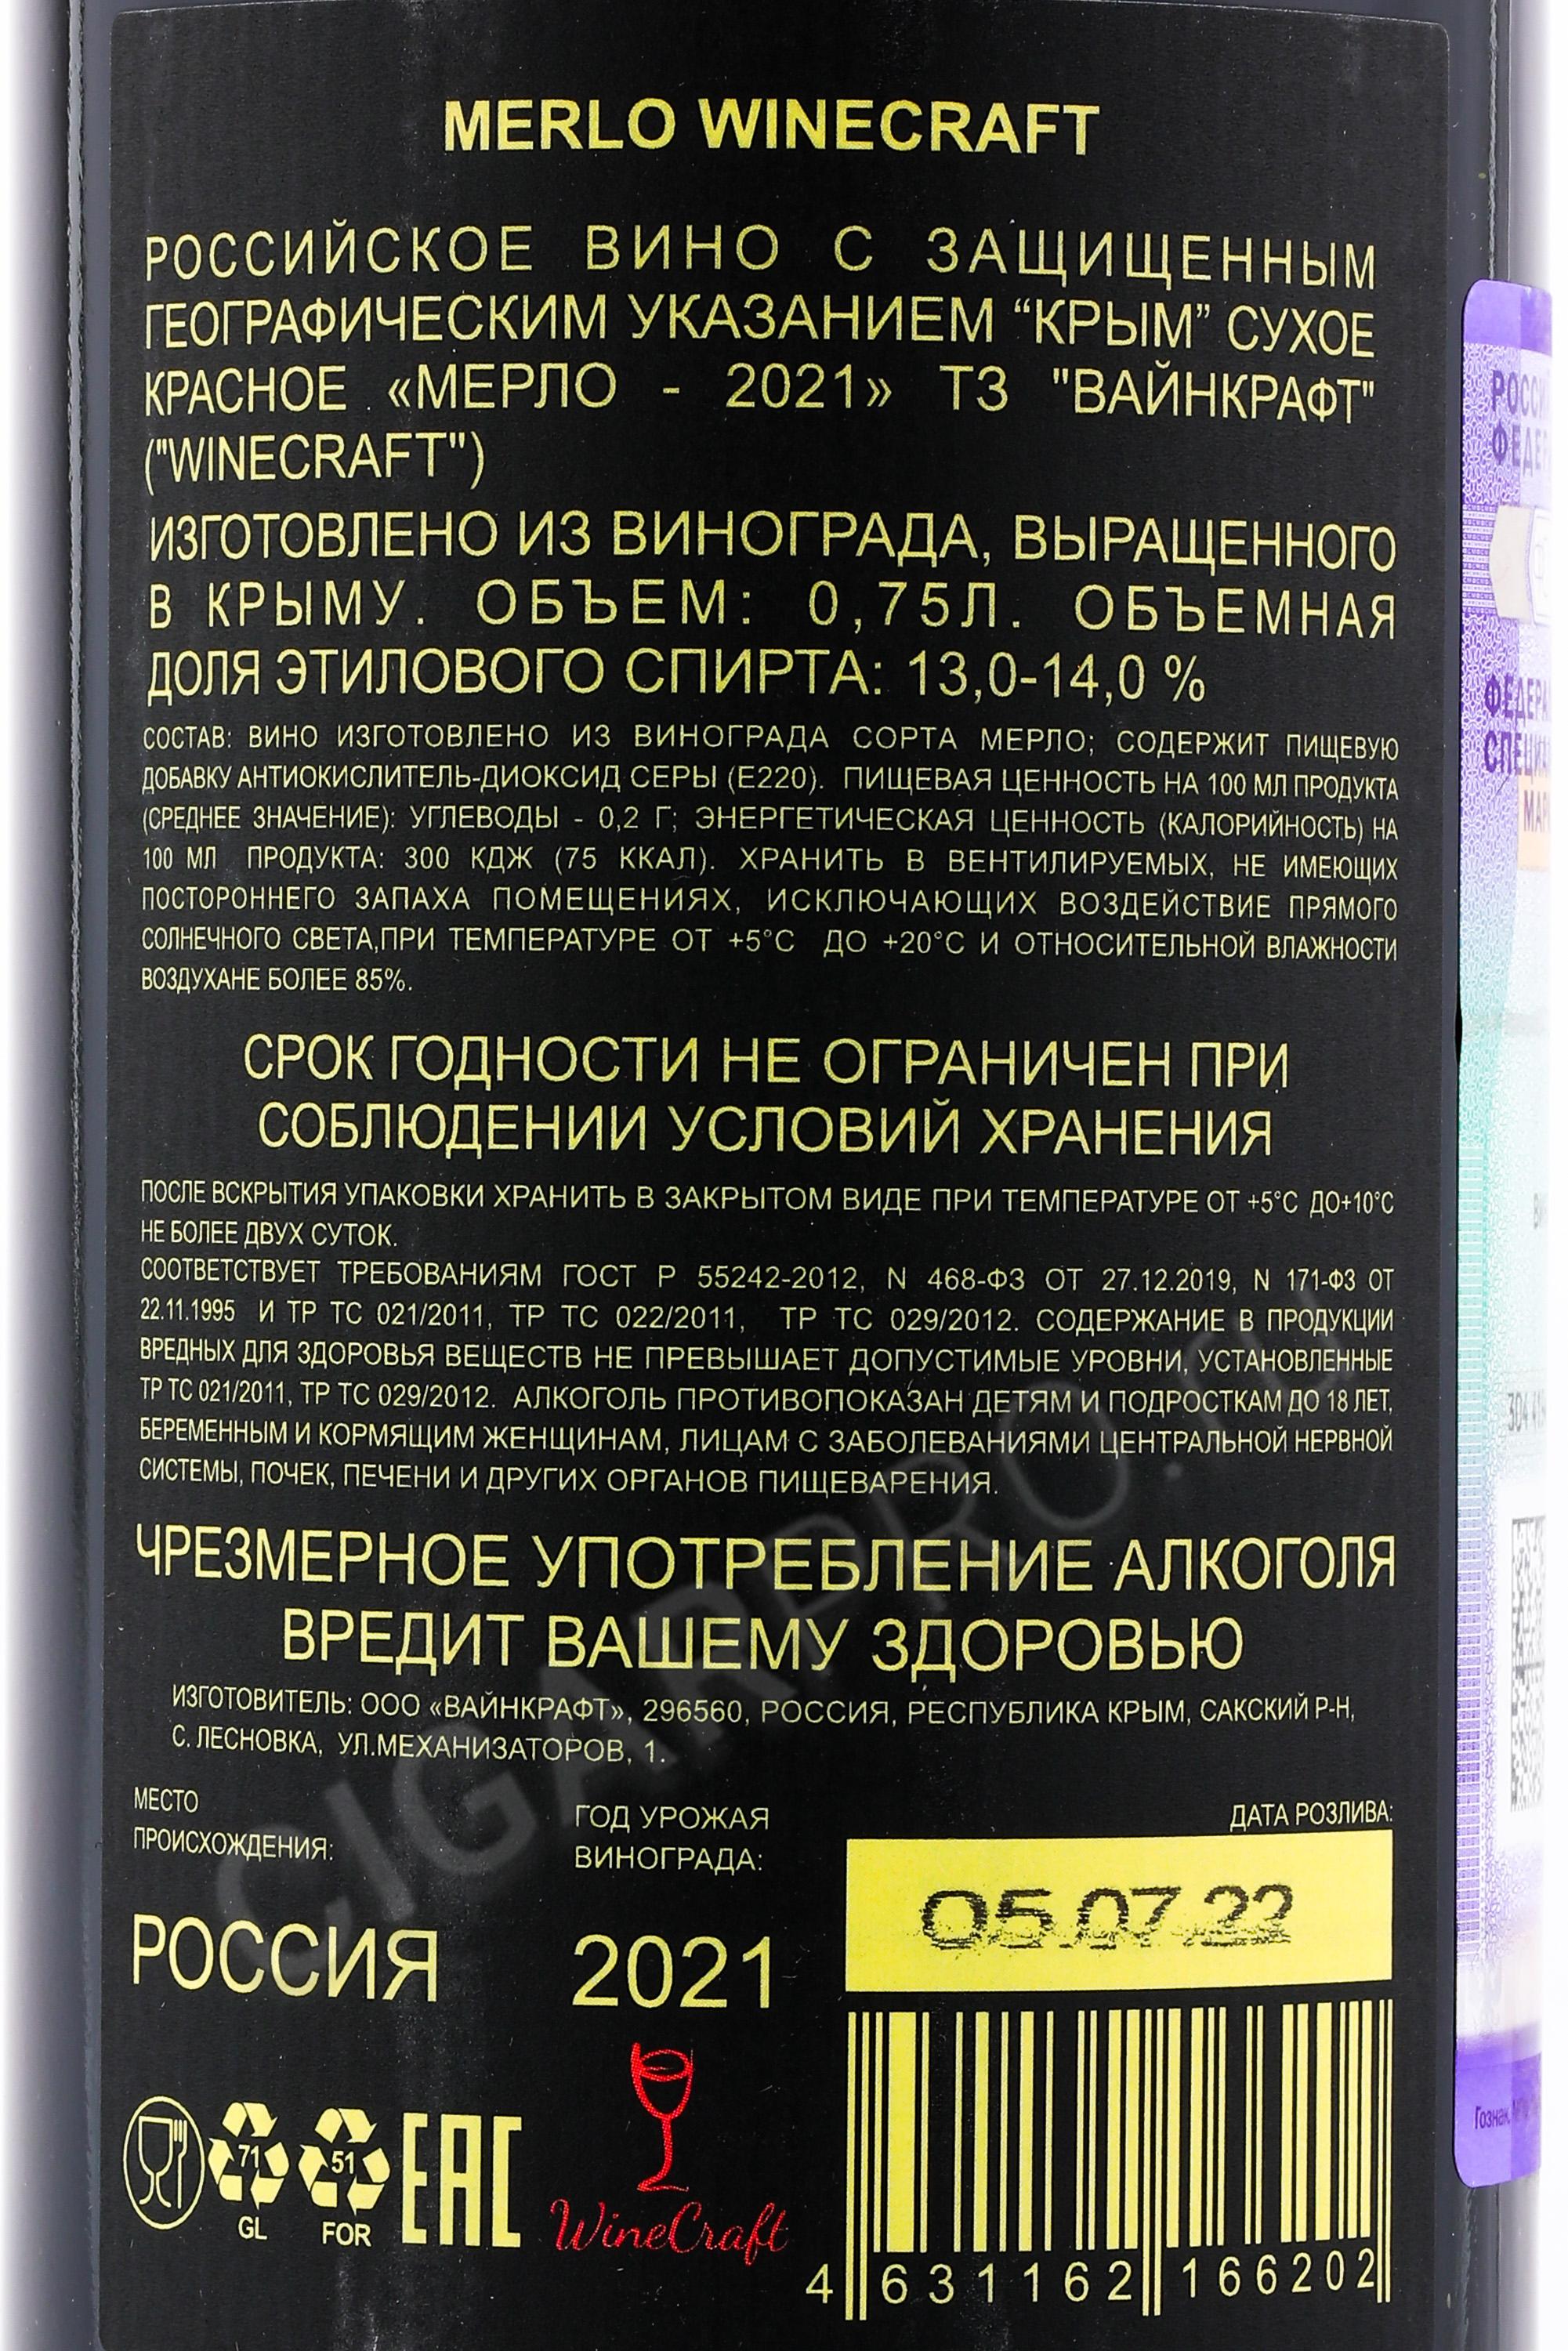 MERLO WINECRAFT
РОССИЙСКОЕ ВИНО С ЗАЩИЩЕННЫМ
ГЕОГРАФИЧЕСКИМ УКАЗАНИЕМ “КРЫМ” СУХОЕ
КРАСНОЕ «МЕРЛО - 2021» ТЗ "ВАЙНКРАФТ"
("WINECRAFT")
ИЗГОТОВЛЕНО ИЗ ВИНОГРАДА, ВЫРАЩЕННОГО
В КРЫМУ. ОБЪЕМ: 0,75Л. ОБЪЕМНАЯ
ДОЛЯ ЭТИЛОВОГО СПИРТА: 13,0-14,0 %
СОСТАВ: ВИНО ИЗГОТОВЛЕНО ИЗ ВИНОГРАДА СОРТА МЕРЛО; СОДЕРЖИТ ПИЩЕВУЮ
ДОБАВКУ АНТИОКИСЛИТЕЛЬ-ДИОКСИД СЕРЫ (Е220). ПИЩЕВАЯ ЦЕННОСТЬ НА 100 МЛ ПРОДУКТА
(СРЕДНЕЕ ЗНАЧЕНИЕ): УГЛЕВОДЫ - 0,2 Г; ЭНЕРГЕТИЧЕСКАЯ ЦЕННОСТЬ (КАЛОРИЙНОСТЬ) НА
100 МЛ ПРОДУКТА: 300 КДЖ (75 ККАЛ). ХРАНИТЬ В ВЕНТИЛИРУЕМЫХ, НЕ ИМЕЮЩИХ
ПОСТОРОННЕГО ЗАПАХА ПОМЕЩЕНИЯХ, ИСКЛЮЧАЮЩИХ ВОЗДЕЙСТВИЕ ПРЯМОГО
СОЛНЕЧНОГО СВЕТА,ПРИ ТЕМПЕРАТУРЕ ОТ +5°С ДО +20°С И ОТНОСИТЕЛЬНОЙ ВЛАЖНОСТИ
ВОЗДУХАНЕ БОЛЕЕ 85%.
СРОК ГОДНОСТИ НЕ ОГРАНИЧЕН ПРИ
СОБЛЮДЕНИИ УСЛОВИЙ ХРАНЕНИЯ
ПОСЛЕ ВСКРЫТИЯ УПАКОВКИ ХРАНИТЬ В ЗАКРЫТОМ ВИДЕ ПРИ ТЕМПЕРАТУРЕ ОТ +5°С ДО+10°С
НЕ БОЛЕЕ ДВУХ СУТОК.
СООТВЕТСТВУЕТ ТРЕБОВАНИЯМ ГОСТ Р 55242-2012, N 468-ФЗ ОТ 27.12.2019, N 171-ФЗ ОТ
22.11.1995 И ТР ТС 021/2011, ТР ТС 022/2011, ТР ТС 029/2012. СОДЕРЖАНИЕ В ПРОДУКЦИИ
ВРЕДНЫХ ДЛЯ ЗДОРОВЬЯ ВЕЩЕСТВ НЕ ПРЕВЫШАЕТ ДОПУСТИМЫЕ УРОВНИ, УСТАНОВЛЕННЫЕ
ТР ТС 021/2011, ТР ТС 029/2012. АЛКОГОЛЬ ПРОТИВОПОКАЗАН ДЕТЯМ И ПОДРОСТКАМ ДО 18 ЛЕТ,
БЕРЕМЕННЫМ И КОРМЯЩИМ ЖЕНЩИНАМ, ЛИЦАМ С ЗАБОЛЕВАНИЯМИ ЦЕНТРАЛЬНОЙ НЕРВНОЙ
СИСТЕМЫ, ПОЧЕК, ПЕЧЕНИ И ДРУГИХ ОРГАНОВ ПИЩЕВАРЕНИЯ.
ЧРЕЗМЕРНОЕ УПОТРЕБЛЕНИЕ АЛКОГОЛЯ
ВРЕДИТ ВАШЕМУ ЗДОРОВЬЮ
ИЗГОТОВИТЕЛЬ: ООО «ВАЙНКРАФТ», 296560, РОССИЯ, РЕСПУБЛИКА КРЫМ, САКСКИЙ Р-Н,
С. ЛЕСНОВКА, УЛ.МЕХАНИЗАТОРОВ, 1.
МЕСТО
ПРОИСХОЖДЕНИЯ:
РОССИЯ
ГОД УРОЖАЯ
ВИНОГРАДА:
2021
ДАТА РОЗЛИВА:
05.07.22
71
GL
51
FOR
EAC
WineCraft
4 631162 166202
CIGARPRO.ru